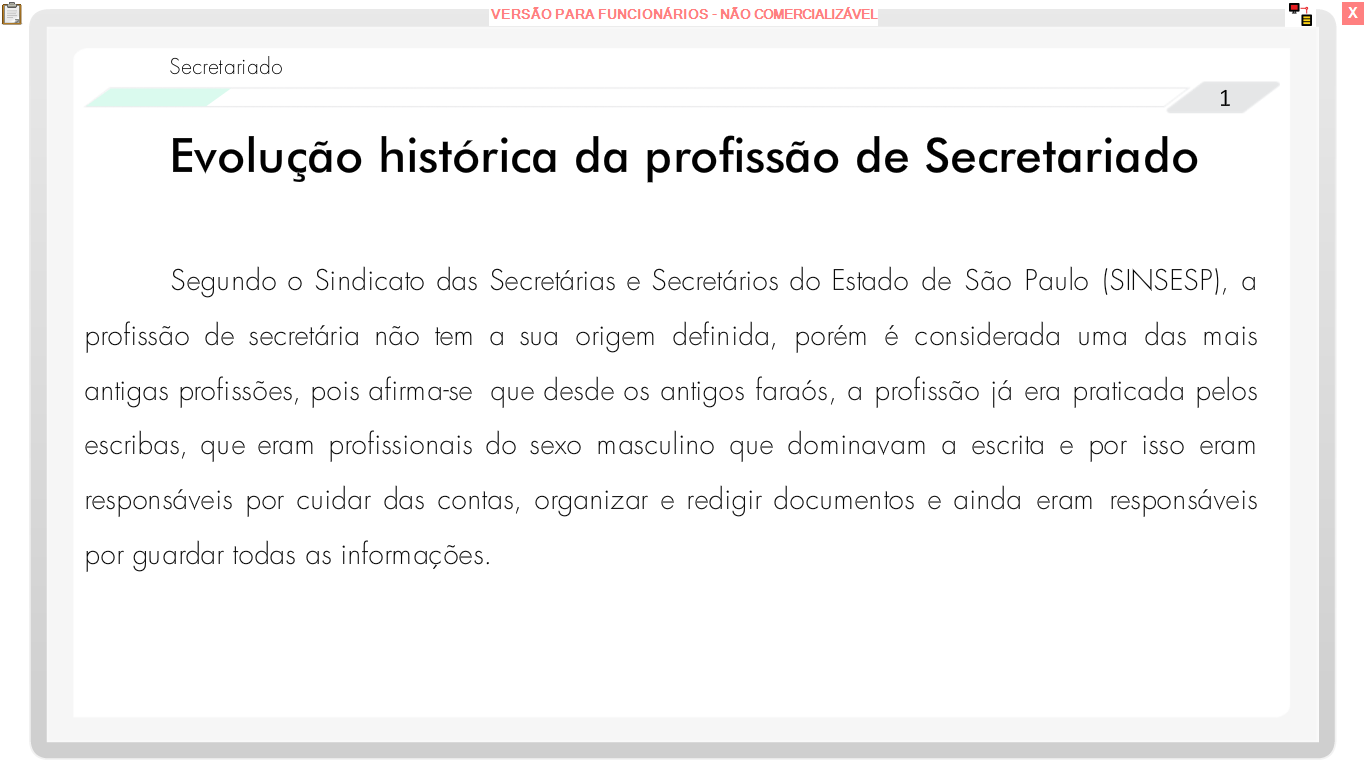 VERSÃO PARA FUNCIONÁRIOS - NÃO COMERCIALIZÁVEL
X
Secretariado
1
Evolução histórica da profissão de Secretariado
Segundo o Sindicato das Secretárias e Secretários do Estado de São Paulo (SINSESP), a
profissão de secretária não tem a sua origem definida, porém é considerada uma das mais
antigas profissões, pois afirma-se que desde os antigos faraós, a profissão já era praticada pelos
escribas, que eram profissionais do sexo masculino que dominavam a escrita e por isso eram
responsáveis por cuidar das contas, organizar e redigir documentos e ainda eram responsáveis
por guardar todas as informações.